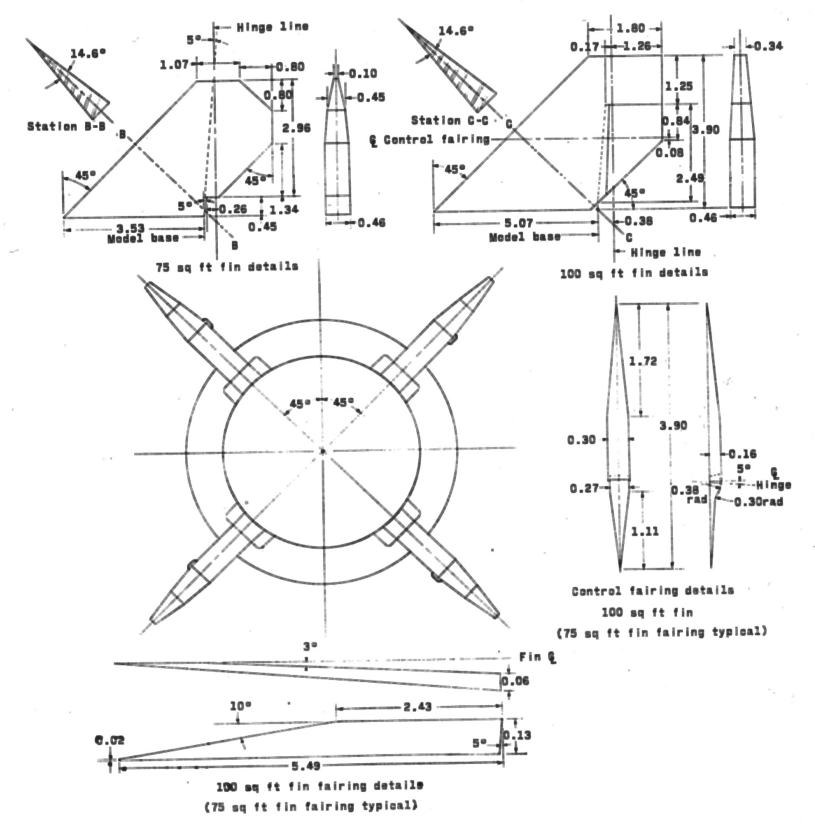 Hinge line
5°
14.6°
1.07
0.80
0.80
0.10
0.45
2.96
Station B-B
B
45°
45°
5°
0.26
1.34
0.45
3.53
0.46
Model base
B
75 sq ft fin details
1.80
0.17
1.26
0.34
14.6°
1.25
Station C-C
C
0.84
3.90
℄ Control fairing
0.08
45°
2.49
45°
5.07
0.38
0.46
Model base
C
Hinge line
100 sq ft fin details
45°
45°
1.72
3.90
0.30
0.16
5°
℄
Hinge
0.27
0.38
rad
0.30rad
1.11
Control fairing details
100 sq ft fin
(75 sq ft fin fairing typical)
3°
Fin ℄
0.06
10°
2.43
0.02
0.13
5°
5.49
100 sq ft fin fairing details
(75 sq ft fin fairing typical)